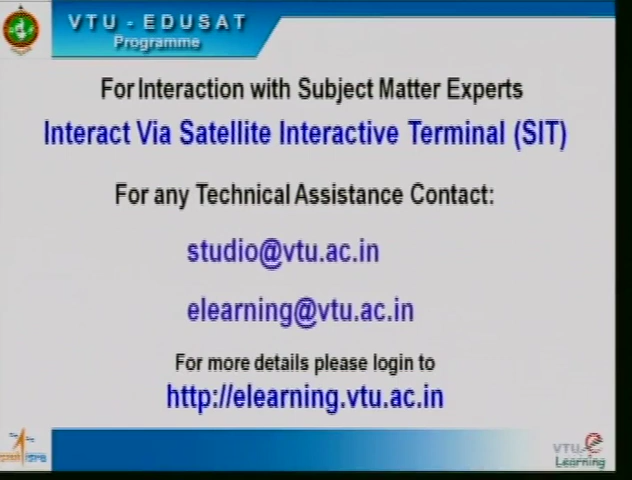 VTU - EDUSAT
Programme
For Interaction with Subject Matter Experts
Interact Via Satellite Interactive Terminal (SIT)
For any Technical Assistance Contact:
studio@vtu.ac.in
elearning@vtu.ac.in
For more details please login to
http://elearning.vtu.ac.in
VTU
Learning